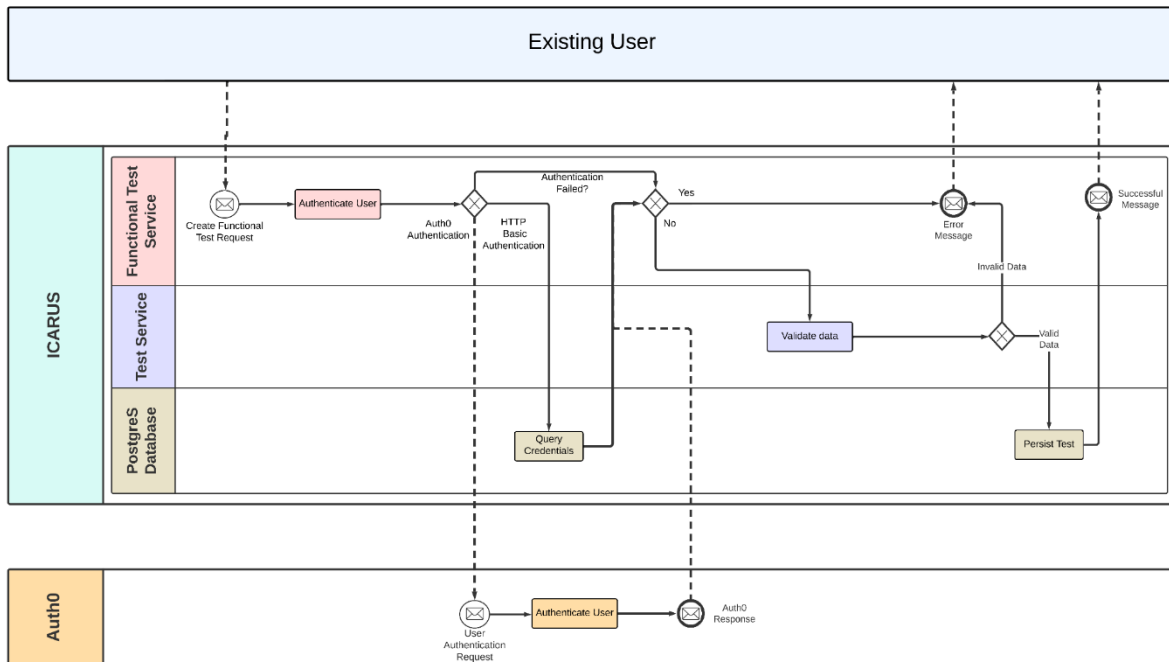 Existing User
ICARUS
Functional Test
Service
Create Functional
Test Request
Authenticate User
Auth0
Authentication
HTTP
Basic
Authentication
Authentication
Failed?
Yes
No
Error
Message
Successful
Message
Invalid Data
Test Service
Validate data
Valid
Data
PostgreS
Database
Query
Credentials
Persist Test
Auth0
User
Authentication
Request
Authenticate User
Auth0
Response